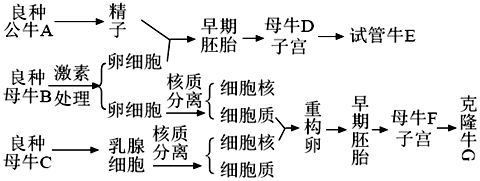 良种公牛A
精子
早期胚胎
母牛D子宫
试管牛E
良种母牛B
激素处理
卵细胞
卵细胞
核质分离
细胞核
细胞质
良种母牛C
乳腺细胞
核质分离
细胞核
细胞质
重构卵
早期胚胎
母牛F子宫
克隆牛G